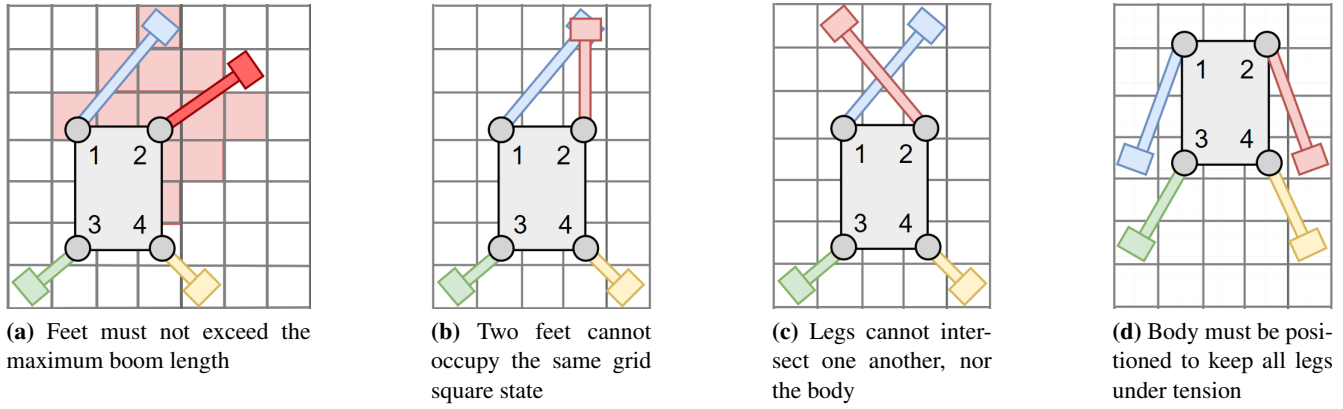 1 2
3 4
(a) Feet must not exceed the
maximum boom length
1 2
3 4
(b) Two feet cannot
occupy the same grid
square state
1 2
3 4
(c) Legs cannot inter-
sect one another, nor
the body
1 2
3 4
(d) Body must be posi-
tioned to keep all legs
under tension